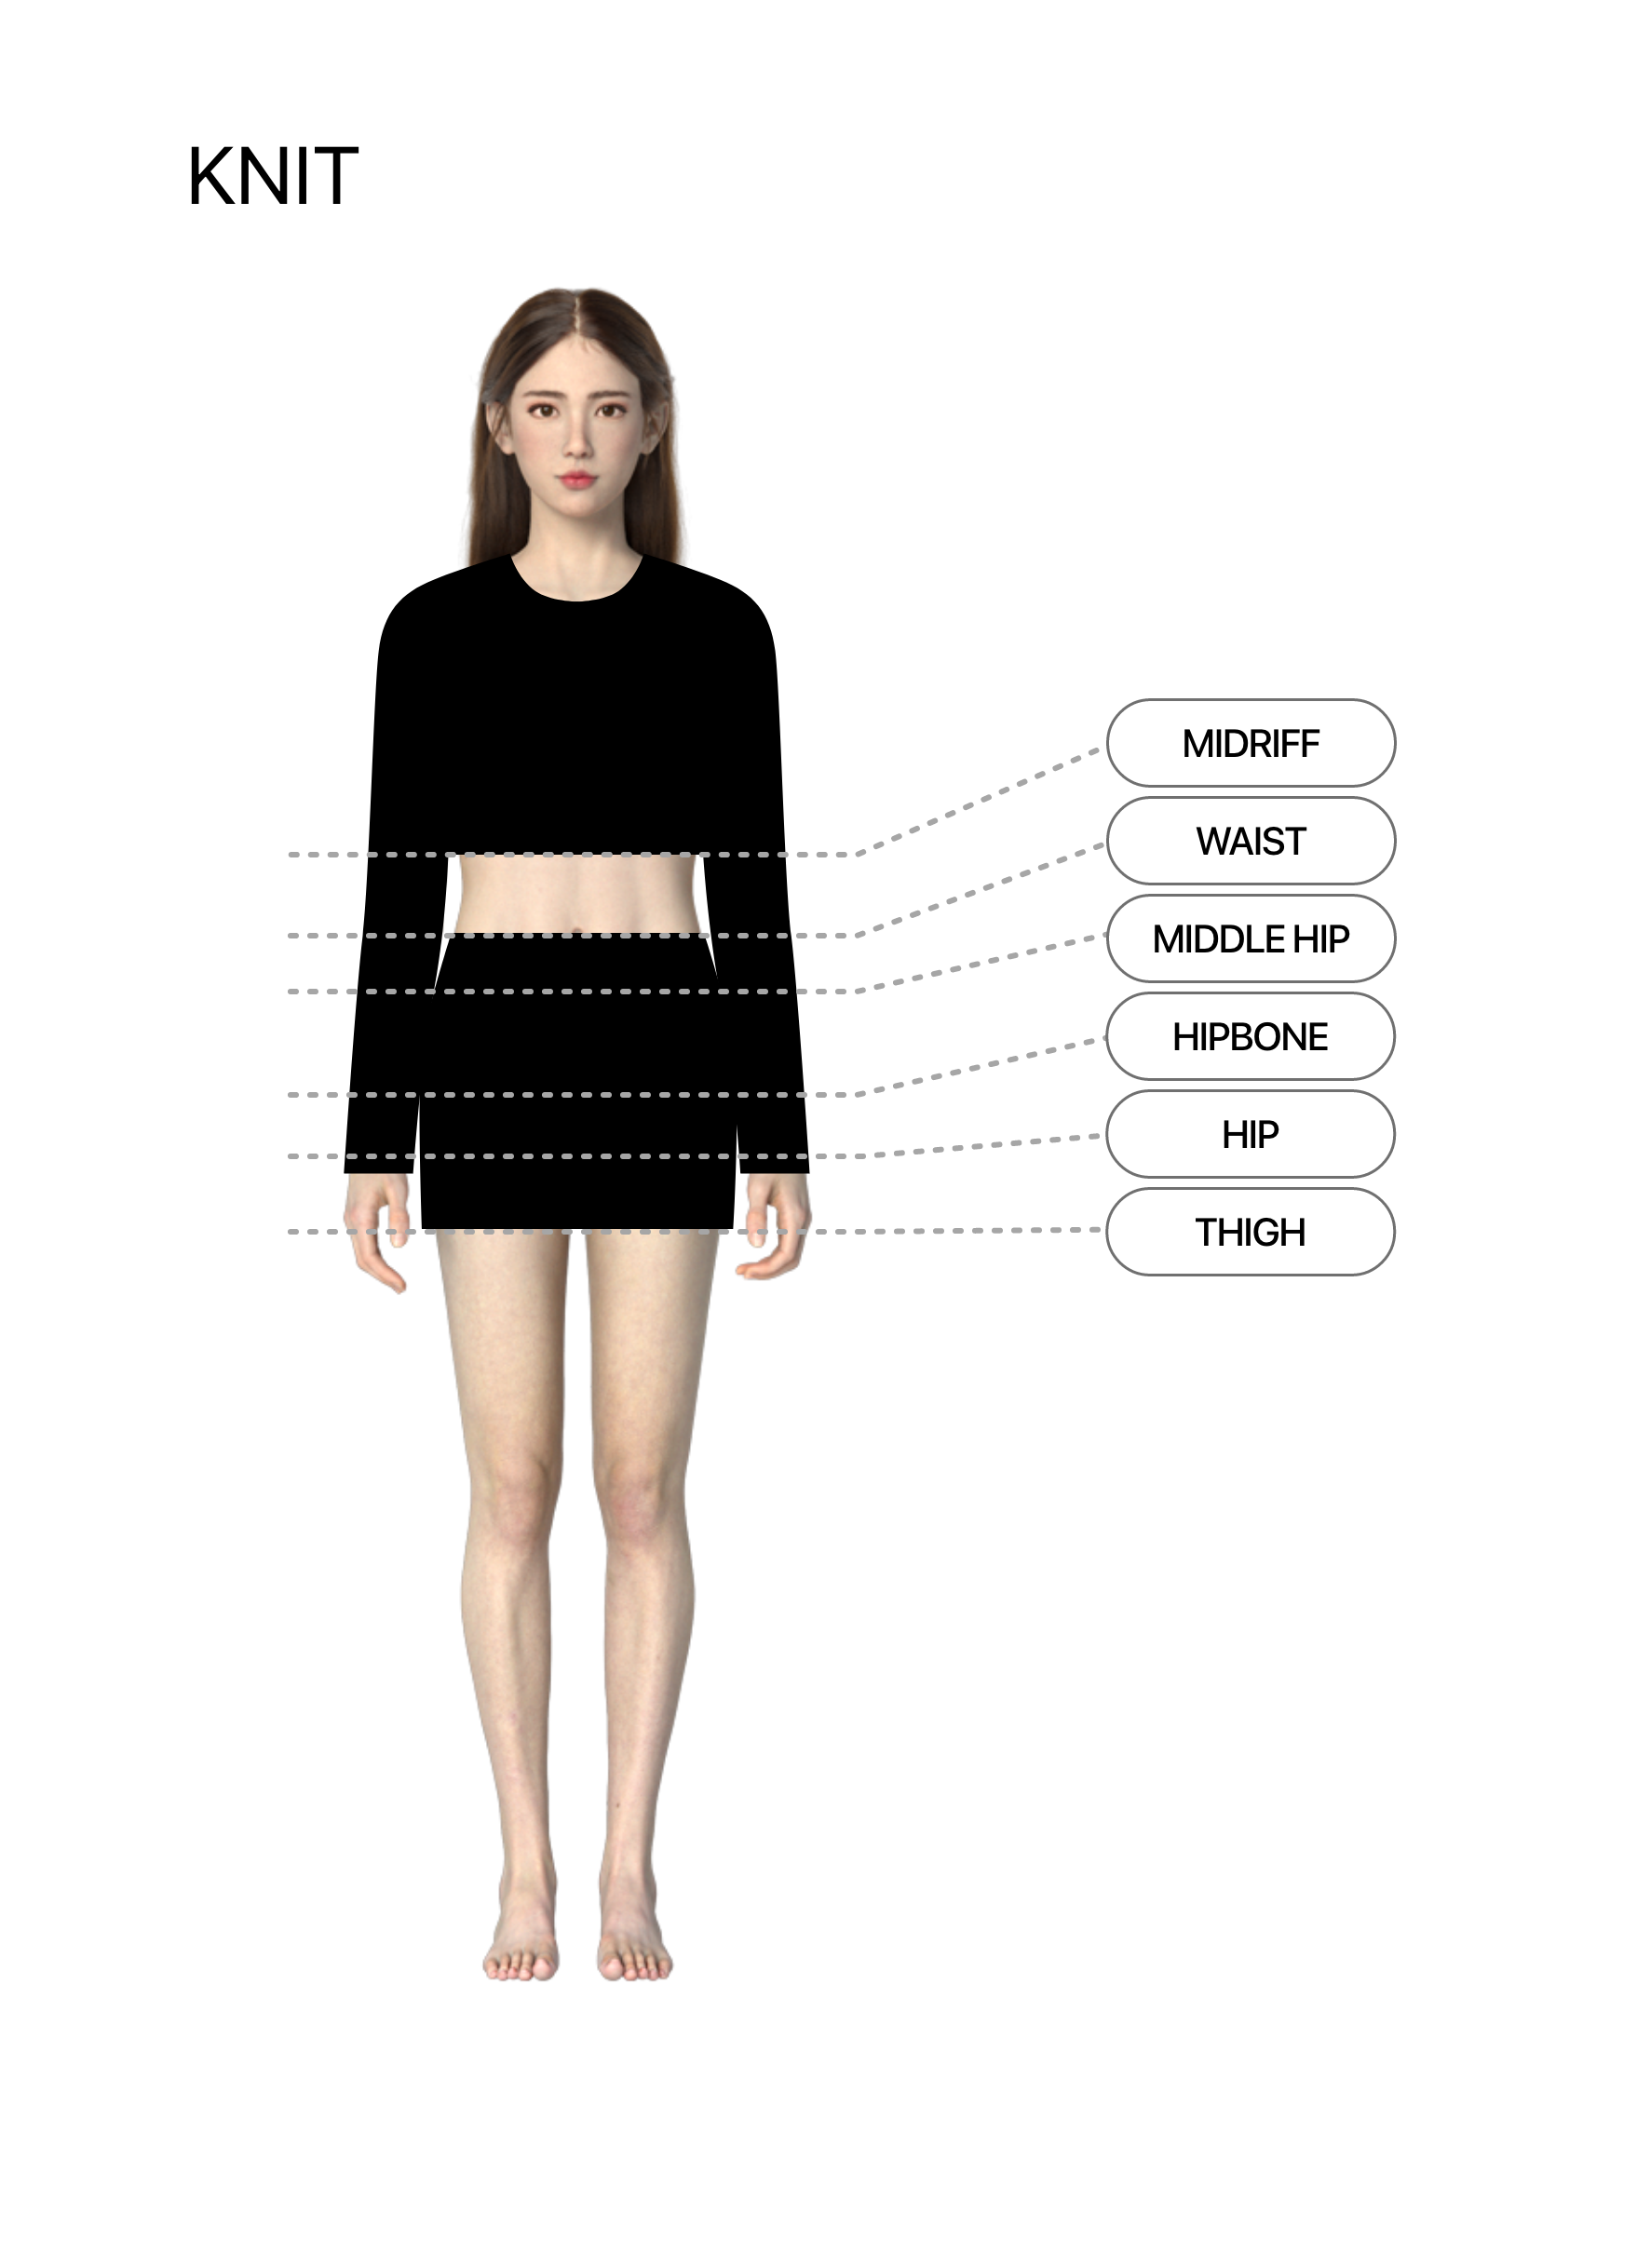 KNIT
MIDRIFF
WAIST
MIDDLE HIP
HIPBONE
HIP
THIGH